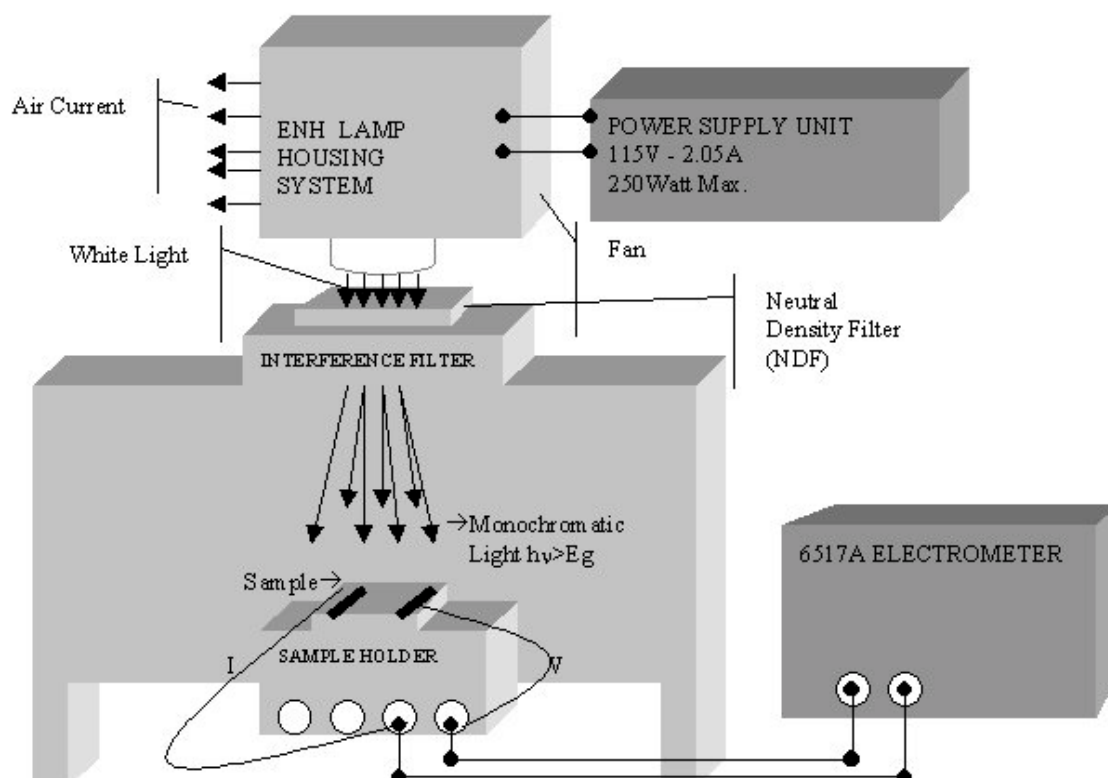 Air Current
ENH LAMP
HOUSING
SYSTEM
POWER SUPPLY UNIT
115V - 2.05A
250Watt Max.
White Light
Fan
Neutral
Density Filter
(NDF)
INTERFERENCE FILTER
→Monochromatic
Light hν>Eg
Sample→
6517A ELECTROMETER
I
SAMPLE HOLDER
V